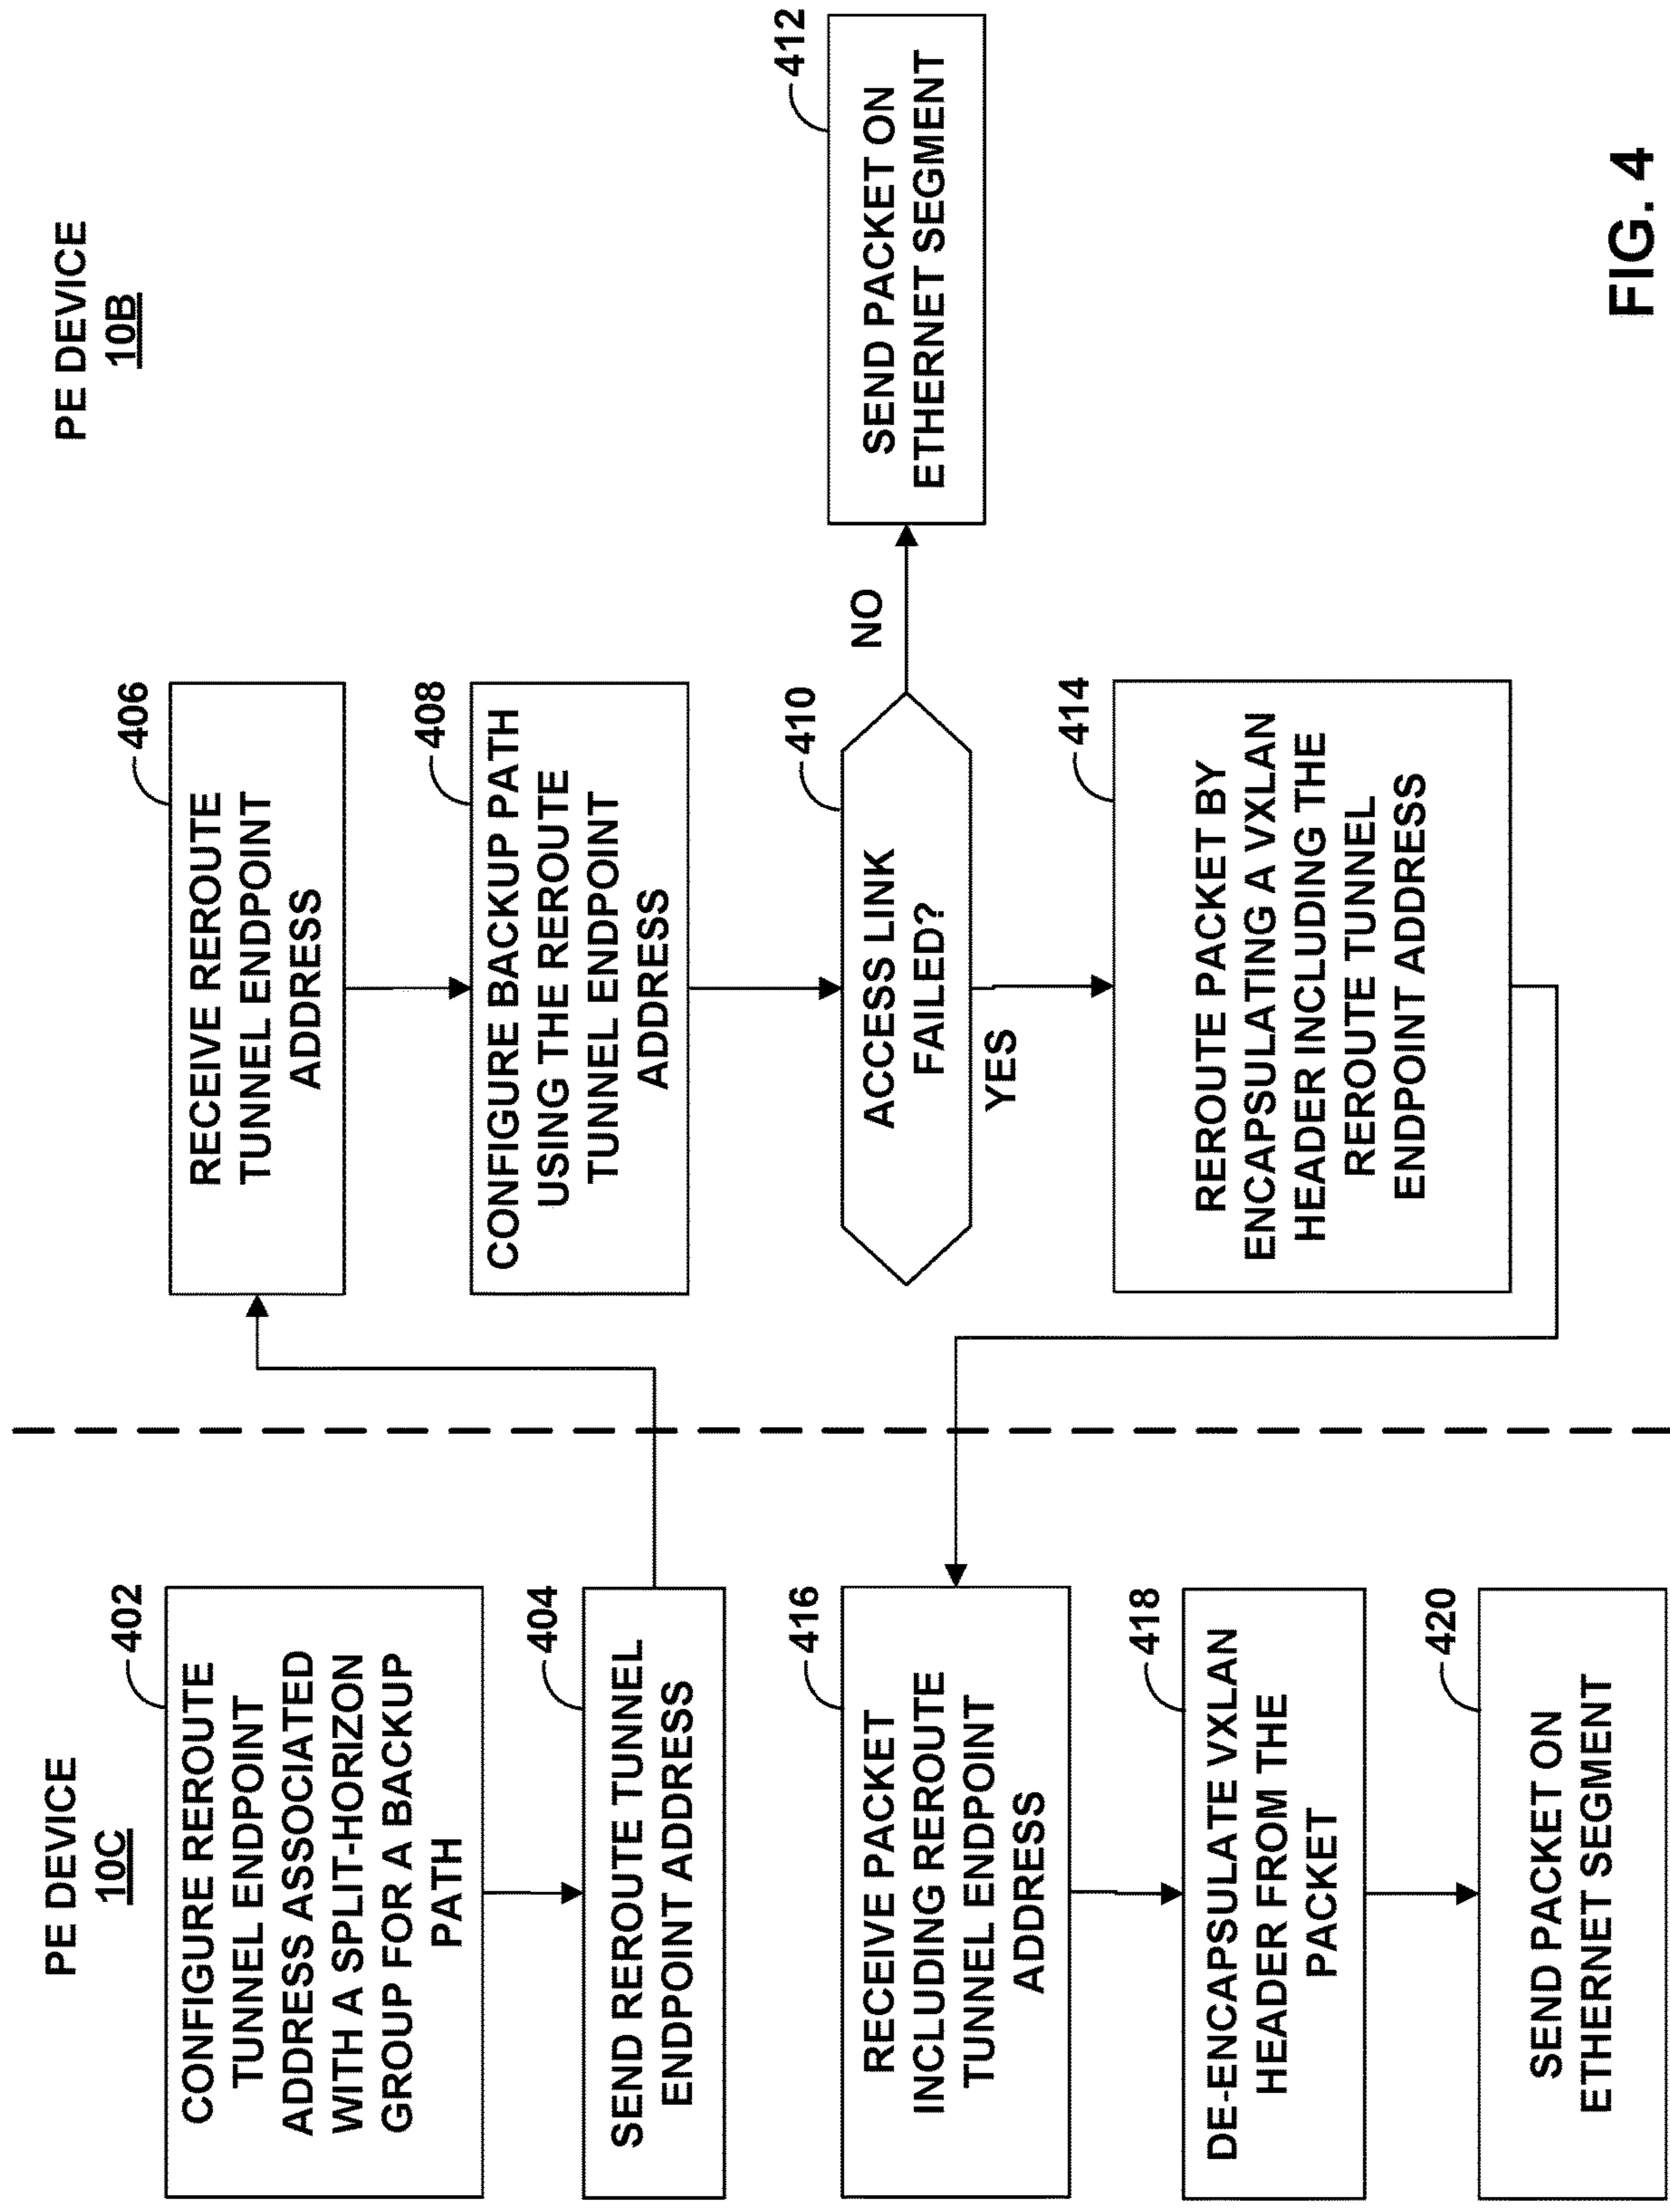 PE DEVICE
10C
402
CONFIGURE REROUTE
TUNNEL ENDPOINT
ADDRESS ASSOCIATED
WITH A SPLIT-HORIZON
GROUP FOR A BACKUP
PATH
404
SEND REROUTE TUNNEL
ENDPOINT ADDRESS
416
RECEIVE PACKET
INCLUDING REROUTE
TUNNEL ENDPOINT
ADDRESS
418
DE-ENCAPSULATE VXLAN
HEADER FROM THE
PACKET
420
SEND PACKET ON
ETHERNET SEGMENT
PE DEVICE
10B
406
RECEIVE REROUTE
TUNNEL ENDPOINT
ADDRESS
408
CONFIGURE BACKUP PATH
USING THE REROUTE
TUNNEL ENDPOINT
ADDRESS
410
ACCESS LINK
FAILED?
NO
YES
412
SEND PACKET ON
ETHERNET SEGMENT
414
REROUTE PACKET BY
ENCAPSULATING A VXLAN
HEADER INCLUDING THE
REROUTE TUNNEL
ENDPOINT ADDRESS
FIG. 4